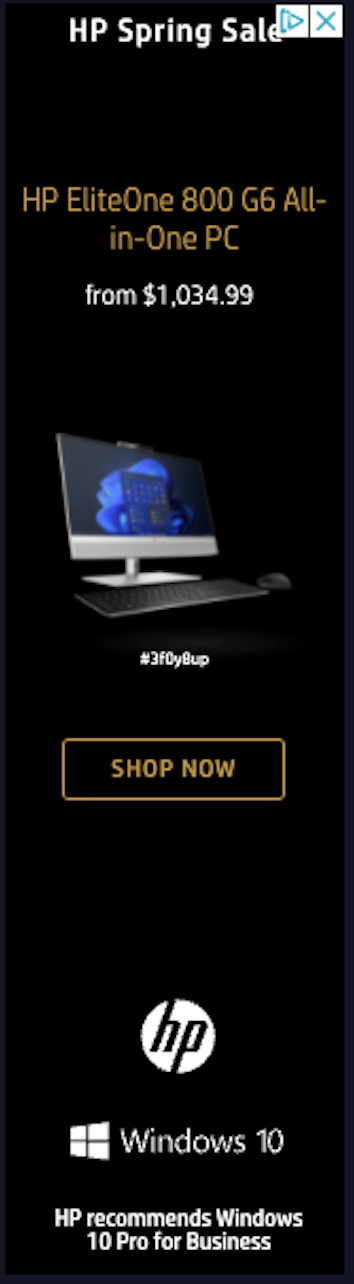 HP Spring Sale
HP EliteOne 800 G6 All-
in-One PC
from $1,034.99
#3f0y8up
SHOP NOW
hp
Windows 10
HP recommends Windows
10 Pro for Business